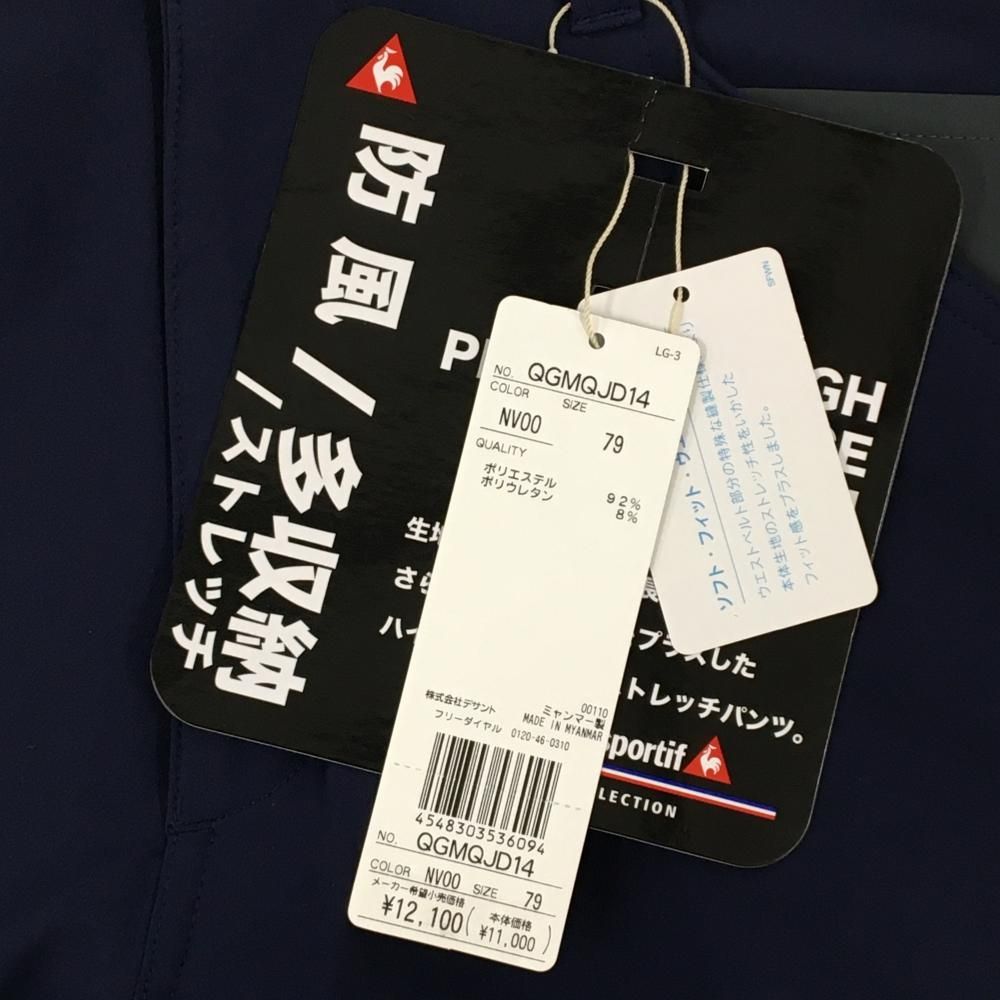 防風/多収納
/ストレッチ
GH
生地
さら
ハイ
プラスした
トレッチパンツ。
sportif
LECTION
SFWN
ソフト・フィット・ウ
ウエストベルト部分の特殊な縫製仕様
本体生地のストレッチ性をいかした
フィット感をプラスしました。
LG-3
NO. QGMQJD14
COLOR SIZE
NV00 79
QUALITY
ポリエステル 92%
ポリウレタン 8%
00110
株式会社デサント ミャンマー製
フリーダイヤル 0120-46-0310 MADE IN MYANMAR
4548303536094
NO. QGMQJD14
COLOR NV00 SIZE 79
メーカー希望小売価格
¥12,100(本体価格 ¥11,000)